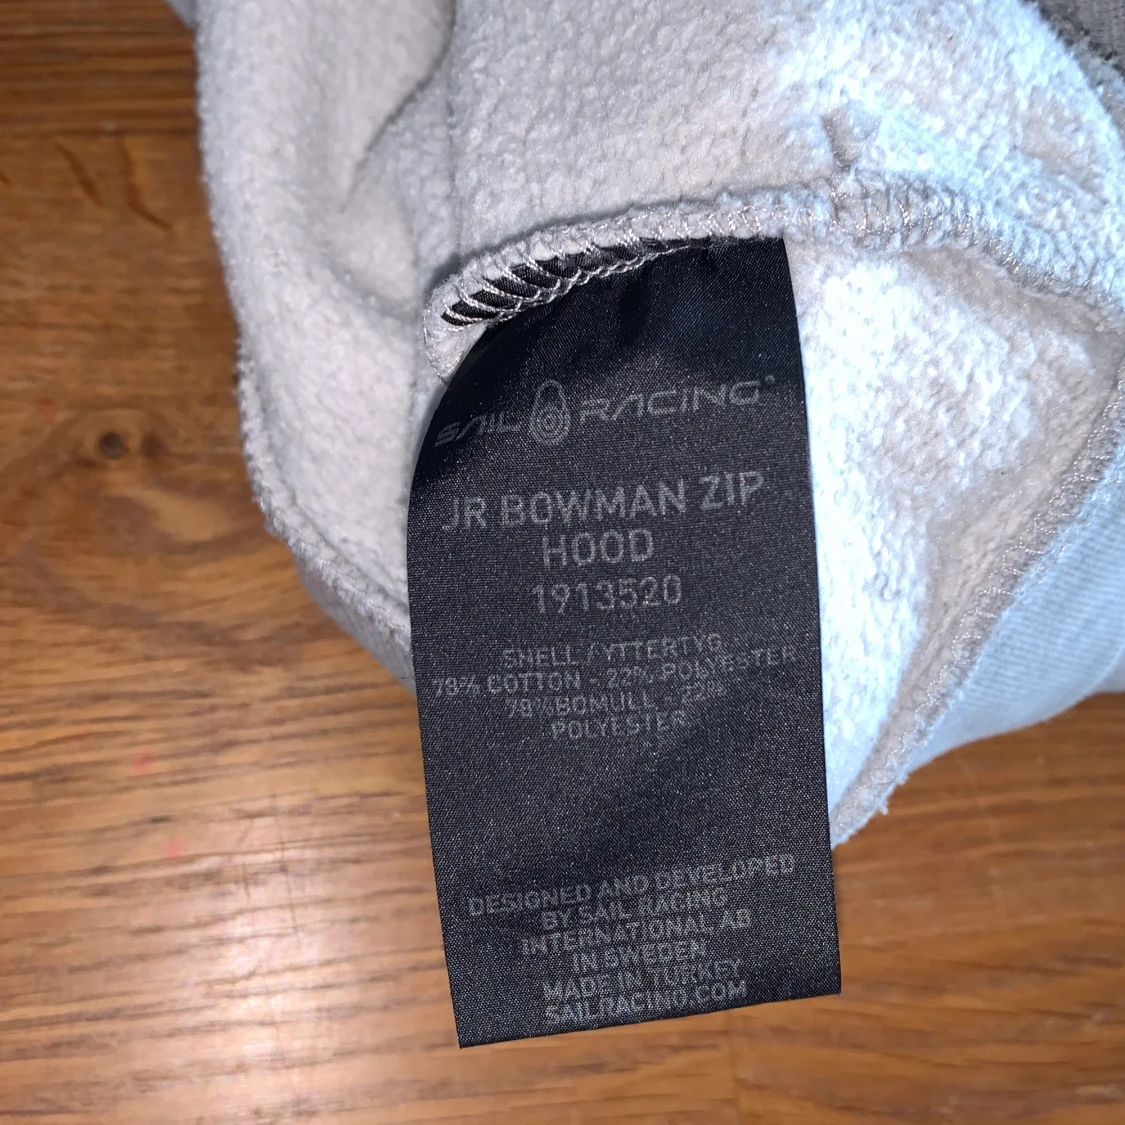 SAIL RACING
JR BOWMAN ZIP
HOOD
1913520
SHELL / YTTERTYG
78% COTTON - 22% POLYESTER
78%BOMULL - 22%
POLYESTER
DESIGNED AND DEVELOPED
BY SAIL RACING
INTERNATIONAL AB
IN SWEDEN
MADE IN TURKEY
SAILRACING.COM